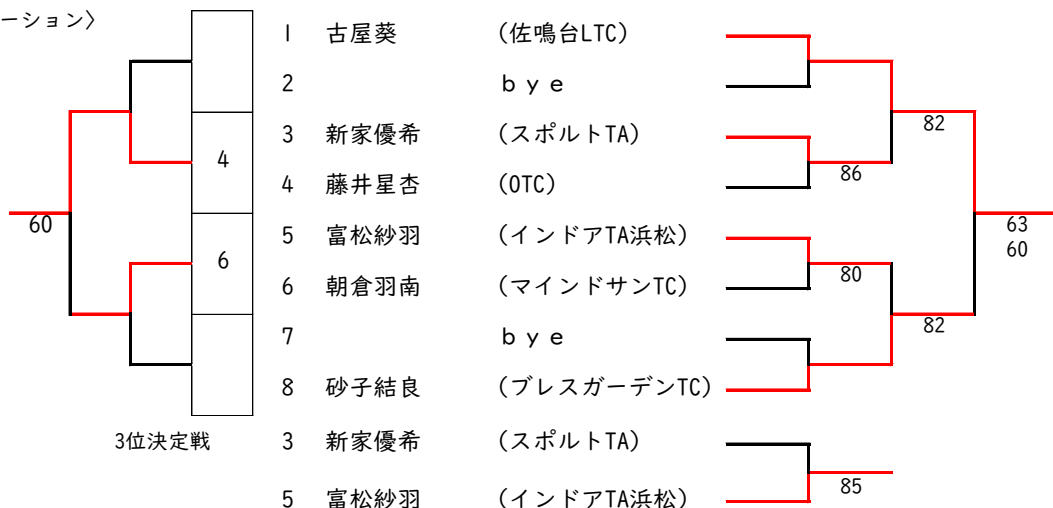 ーション〉
1 古屋葵 (佐鳴台LTC)
2 ｂｙｅ
82
3 新家優希 (スポルトTA)
4
86
4 藤井星杏 (OTC)
60
63
5 富松紗羽 (インドアTA浜松)
60
6
80
6 朝倉羽南 (マインドサンTC)
82
7 ｂｙｅ
8 砂子結良 (ブレスガーデンTC)
3位決定戦
3 新家優希 (スポルトTA)
85
5 富松紗羽 (インドアTA浜松)